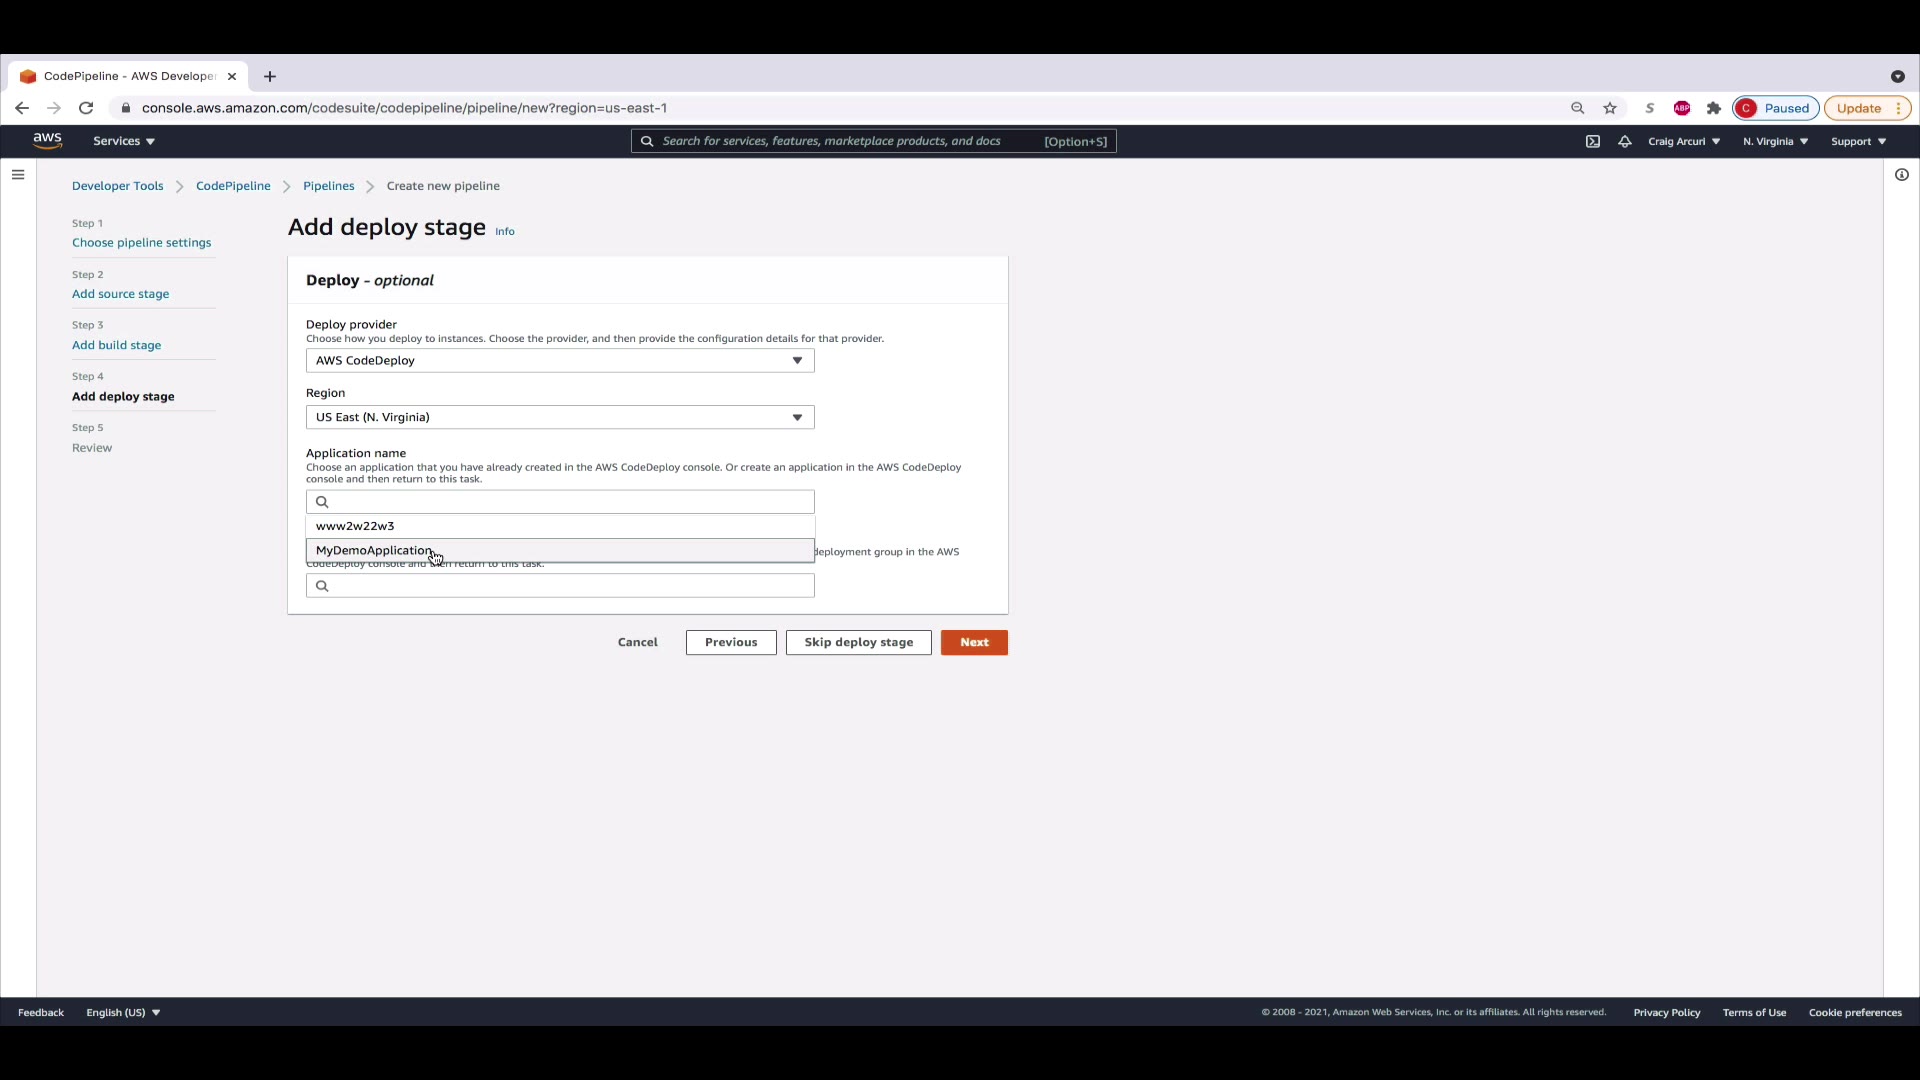 CodePipeline - AWS Develope
console.aws.amazon.com/codesuite/codepipeline/pipeline/new?region=us-east-1
S ABP C Paused Update
aws Services Search for services, features, marketplace products, and docs [Option+S] Craig Arcuri N. Virginia Support
Developer Tools CodePipeline Pipelines Create new pipeline
Step 1
Choose pipeline settings
Step 2
Add source stage
Step 3
Add build stage
Step 4
Add deploy stage
Step 5
Review
Add deploy stage Info
Deploy - optional
Deploy provider
Choose how you deploy to instances. Choose the provider, and then provide the configuration details for that provider.
AWS CodeDeploy
Region
US East (N. Virginia)
Application name
Choose an application that you have already created in the AWS CodeDeploy console. Or create an application in the AWS CodeDeploy
console and then return to this task.
www2w22w3
MyDemoApplication deployment group in the AWS
CodeDeploy console and then return to this task.
Cancel Previous Skip deploy stage Next
Feedback English (US) © 2008 - 2021, Amazon Web Services, Inc. or its affiliates. All rights reserved. Privacy Policy Terms of Use Cookie preferences